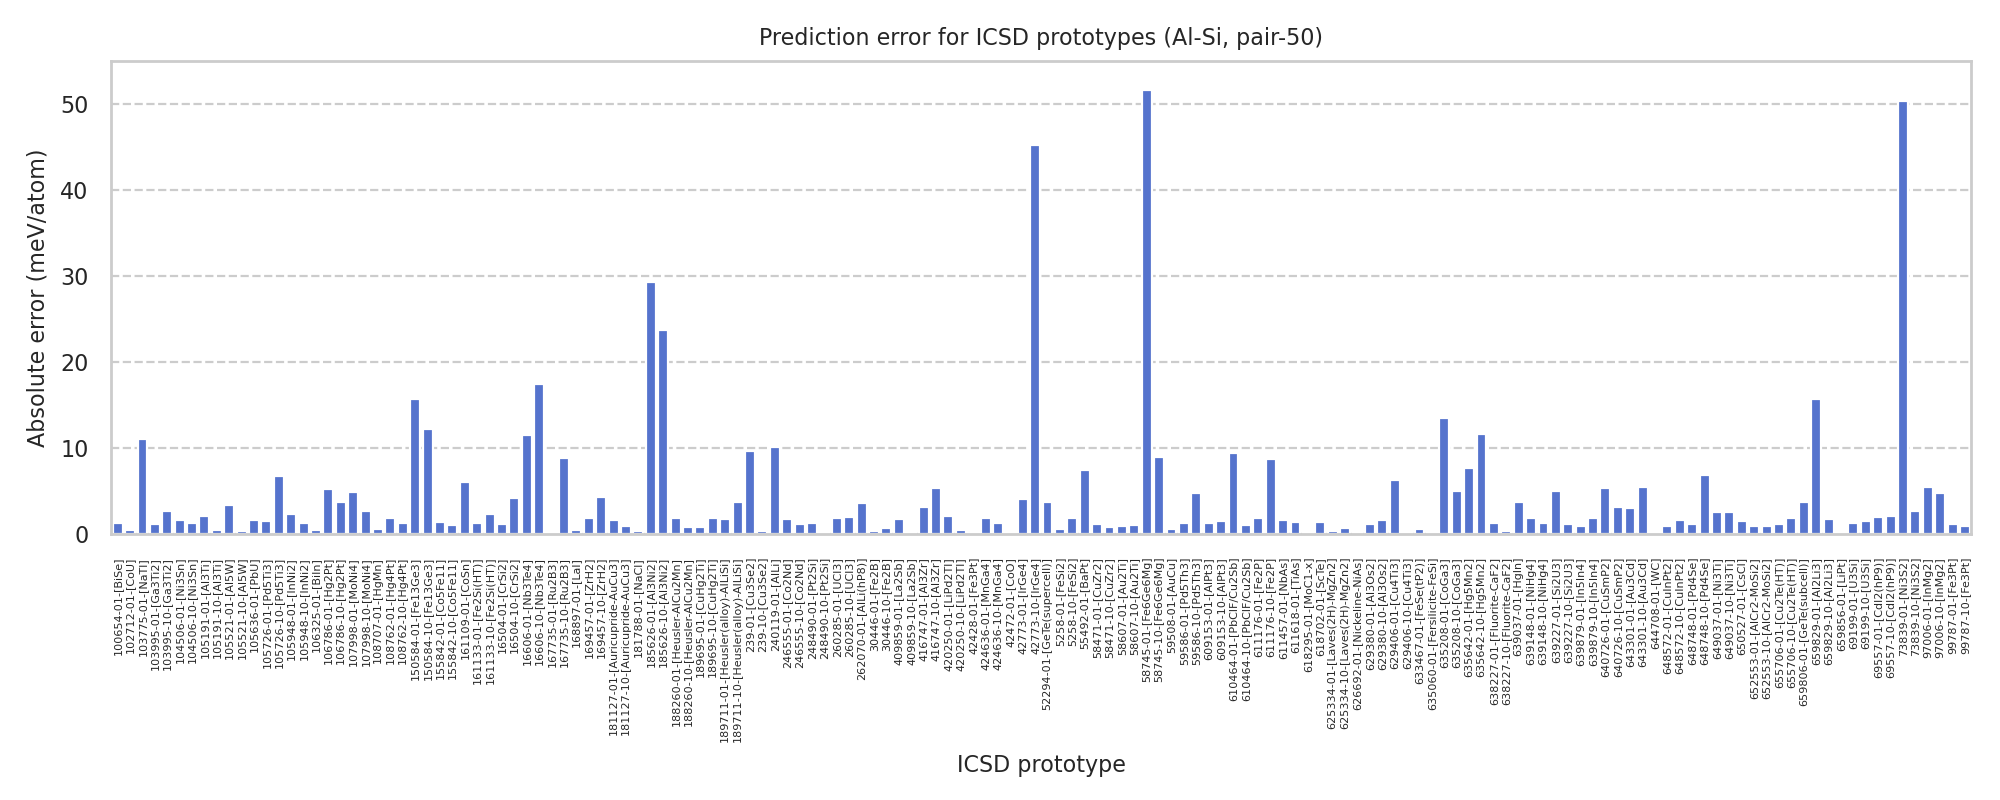 Prediction error for ICSD prototypes (Al-Si, pair-50)
Absolute error (meV/atom)
50
40
30
20
10
0
100654-01-[BiSe]
102712-01-[CoU]
103775-01-[NaTl]
103995-01-[Ga3Ti2]
103995-10-[Ga3Ti2]
104506-01-[Ni3Sn]
104506-10-[Ni3Sn]
105191-01-[Al3Ti]
105191-10-[Al3Ti]
105521-01-[Al5W]
105521-10-[Al5W]
105636-01-[PbU]
105726-01-[Pd5Ti3]
105726-10-[Pd5Ti3]
105948-01-[InNi2]
105948-10-[InNi2]
106325-01-[BiIn]
106786-01-[Hg2Pt]
106786-10-[Hg2Pt]
107998-01-[MoNi4]
107998-10-[MoNi4]
108707-01-[HgMn]
108762-01-[Hg4Pt]
108762-10-[Hg4Pt]
150584-01-[Fe13Ge3]
150584-10-[Fe13Ge3]
155842-01-[Co5Fe11]
155842-10-[Co5Fe11]
161109-01-[CoSn]
161133-01-[Fe2Si(HT)]
161133-10-[Fe2Si(HT)]
16504-01-[CrSi2]
16504-10-[CrSi2]
16606-01-[Nb3Te4]
16606-10-[Nb3Te4]
167735-01-[Ru2B3]
167735-10-[Ru2B3]
168897-01-[LaI]
169457-01-[ZrH2]
169457-10-[ZrH2]
181127-01-[Auricupride-AuCu3]
181127-10-[Auricupride-AuCu3]
181788-01-[NaCl]
185626-01-[Al3Ni2]
185626-10-[Al3Ni2]
188260-01-[Heusler-AlCu2Mn]
188260-10-[Heusler-AlCu2Mn]
189695-01-[CuHg2Ti]
189695-10-[CuHg2Ti]
189711-01-[Heusler(alloy)-AlLiSi]
189711-10-[Heusler(alloy)-AlLiSi]
239-01-[Cu3Se2]
239-10-[Cu3Se2]
240119-01-[AlLi]
246555-01-[Co2Nd]
246555-10-[Co2Nd]
248490-01-[Pt2Si]
248490-10-[Pt2Si]
260285-01-[UCl3]
260285-10-[UCl3]
262070-01-[AlLi(hP8)]
30446-01-[Fe2B]
30446-10-[Fe2B]
409859-01-[La2Sb]
409859-10-[La2Sb]
416747-01-[Al3Zr]
416747-10-[Al3Zr]
420250-01-[LiPd2Tl]
420250-10-[LiPd2Tl]
42428-01-[Fe3Pt]
424636-01-[MnGa4]
424636-10-[MnGa4]
42472-01-[CoO]
42773-01-[IrGe4]
42773-10-[IrGe4]
52294-01-[GeTe(supercell)]
5258-01-[FeSi2]
5258-10-[FeSi2]
55492-01-[BaPt]
58471-01-[CuZr2]
58471-10-[CuZr2]
58607-01-[Au2Ti]
58607-10-[Au2Ti]
58745-01-[Fe6Ge6Mg]
58745-10-[Fe6Ge6Mg]
59508-01-[AuCu]
59586-01-[Pd5Th3]
59586-10-[Pd5Th3]
609153-01-[AlPt3]
609153-10-[AlPt3]
610464-01-[PbClF/Cu2Sb]
610464-10-[PbClF/Cu2Sb]
611176-01-[Fe2P]
611176-10-[Fe2P]
611457-01-[NbAs]
611618-01-[TiAs]
618295-01-[MoC1-x]
618702-01-[ScTe]
625334-01-[Laves(2H)-MgZn2]
625334-10-[Laves(2H)-MgZn2]
626692-01-[Nickeline-NiAs]
629380-01-[Al3Os2]
629380-10-[Al3Os2]
629406-01-[Cu4Ti3]
629406-10-[Cu4Ti3]
633467-01-[FeSe(tP2)]
635060-01-[Fersilicite-FeSi]
635208-01-[CoGa3]
635208-10-[CoGa3]
635642-01-[Hg5Mn2]
635642-10-[Hg5Mn2]
638227-01-[Fluorite-CaF2]
638227-10-[Fluorite-CaF2]
639037-01-[HgIn]
639148-01-[NiHg4]
639148-10-[NiHg4]
639227-01-[Si2U3]
639227-10-[Si2U3]
639879-01-[In5In4]
639879-10-[In5In4]
640726-01-[CuSmP2]
640726-10-[CuSmP2]
643301-01-[Au3Cd]
643301-10-[Au3Cd]
644708-01-[WC]
648572-01-[CuInPt2]
648572-10-[CuInPt2]
648748-01-[Pd4Se]
648748-10-[Pd4Se]
649037-01-[Ni3Ti]
649037-10-[Ni3Ti]
650527-01-[CsCl]
652553-01-[AlCr2-MoSi2]
652553-10-[AlCr2-MoSi2]
655706-01-[Cu2Te(HT)]
655706-10-[Cu2Te(HT)]
659806-01-[GeTe(subcell)]
659829-01-[Al2Li3]
659829-10-[Al2Li3]
659856-01-[LiPt]
69199-01-[U3Si]
69199-10-[U3Si]
69557-01-[CdI2(hP9)]
69557-10-[CdI2(hP9)]
73839-01-[Ni3S2]
73839-10-[Ni3S2]
97006-01-[InMg2]
97006-10-[InMg2]
99787-01-[Fe3Pt]
99787-10-[Fe3Pt]
ICSD prototype